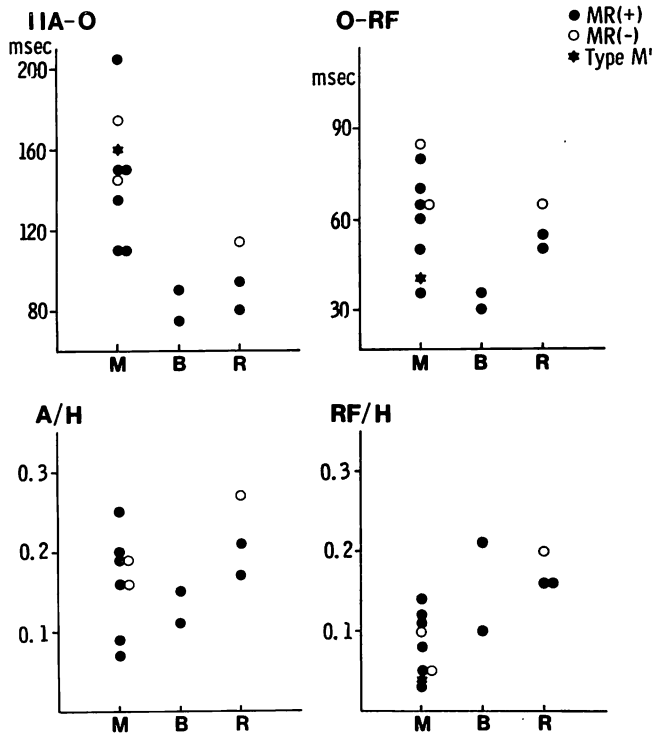 IIA-O
msec
200
160
120
80
M B R
O-RF
msec
90
60
30
M B R
● MR(+)
○ MR(-)
✶ Type M'
A/H
0.3
0.2
0.1
M B R
RF/H
0.3
0.2
0.1
M B R